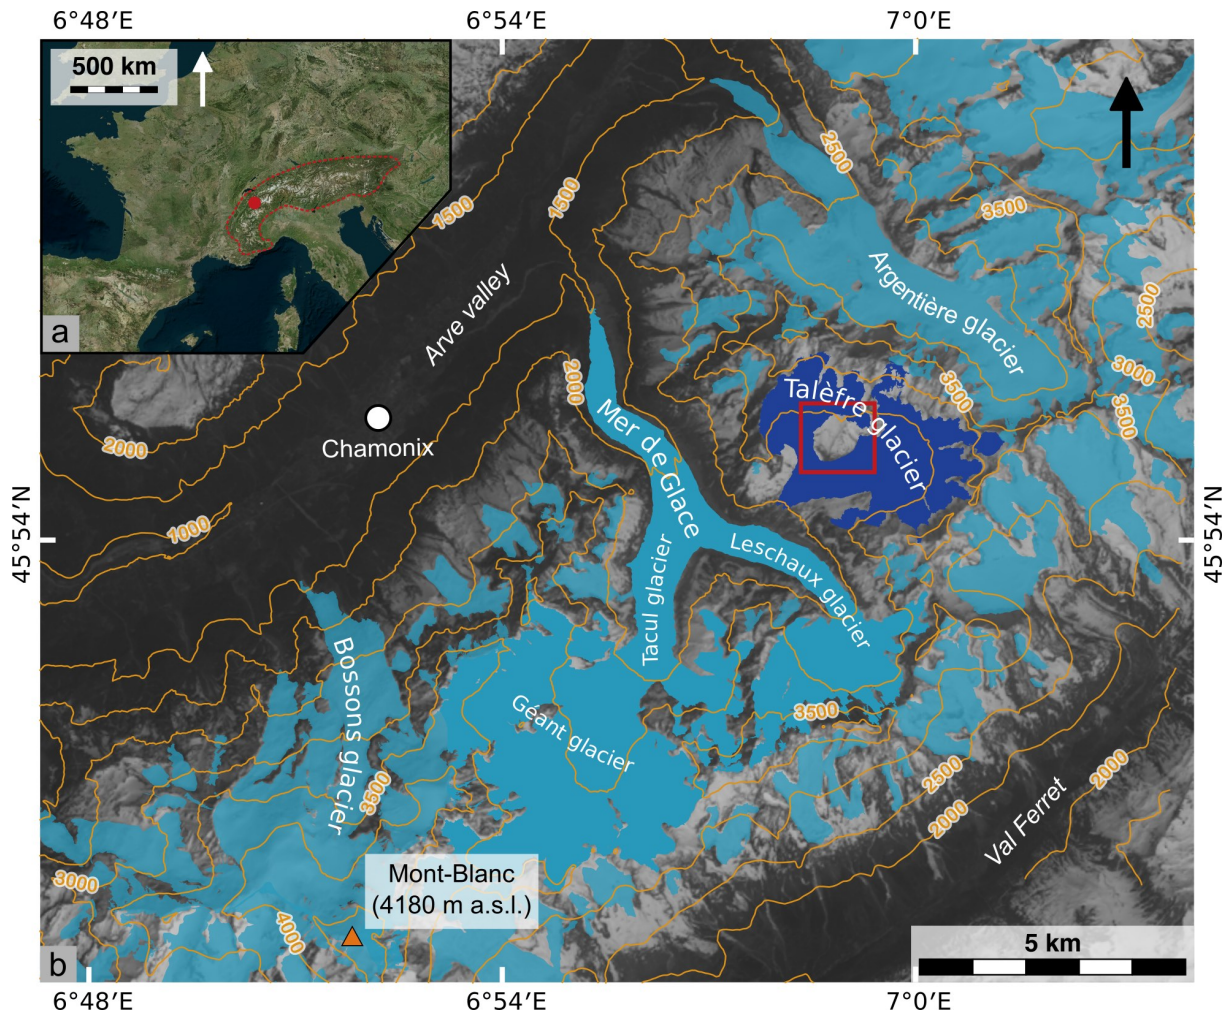 6°48′E
6°54′E
7°0′E
500 km
a
1500
1500
2500
3500
Arve valley
Argentière glacier
2500
2000
3000
Talèfre glacier
3500
3500
Chamonix
Mer de Glace
2000
45°54′N
45°54′N
1000
Leschaux glacier
Tacul glacier
Bossons glacier
Géant glacier
3500
3500
2500
2000
2000
Val Ferret
3000
Mont-Blanc
(4180 m a.s.l.)
4000
5 km
b
6°48′E
6°54′E
7°0′E